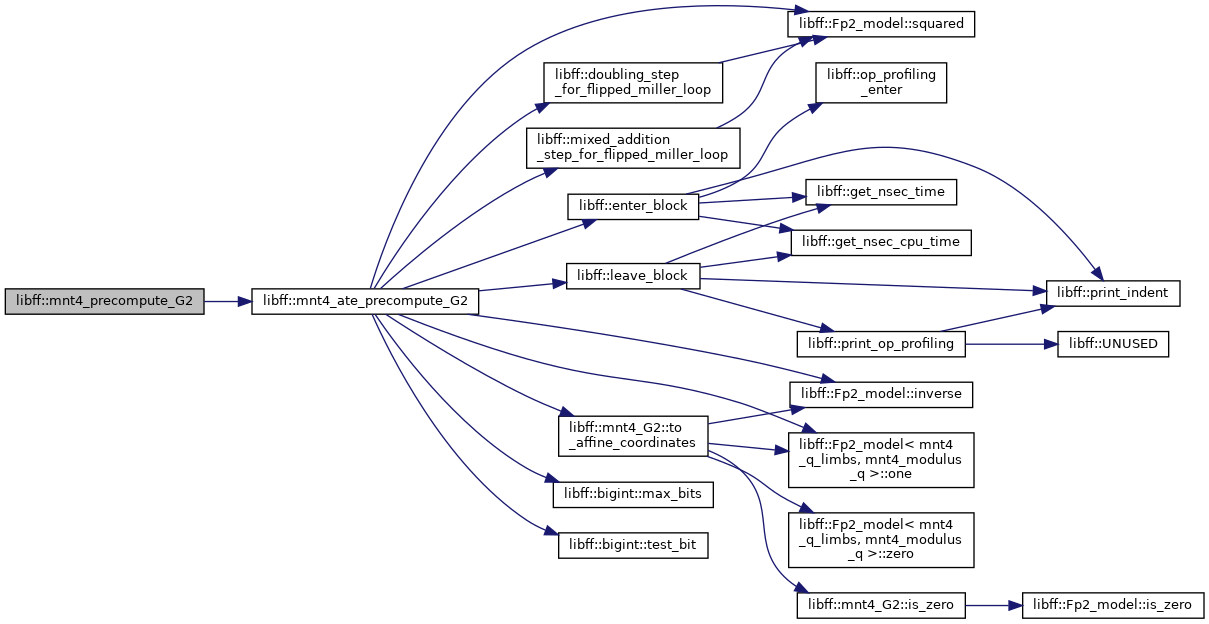 libff::mnt4_precompute_G2
libff::mnt4_ate_precompute_G2
libff::Fp2_model::squared
libff::doubling_step
_for_flipped_miller_loop
libff::mixed_addition
_step_for_flipped_miller_loop
libff::enter_block
libff::op_profiling
_enter
libff::get_nsec_time
libff::get_nsec_cpu_time
libff::leave_block
libff::print_indent
libff::print_op_profiling
libff::UNUSED
libff::Fp2_model::inverse
libff::mnt4_G2::to
_affine_coordinates
libff::Fp2_model< mnt4
_q_limbs, mnt4_modulus
_q >::one
libff::bigint::max_bits
libff::Fp2_model< mnt4
_q_limbs, mnt4_modulus
_q >::zero
libff::bigint::test_bit
libff::mnt4_G2::is_zero
libff::Fp2_model::is_zero